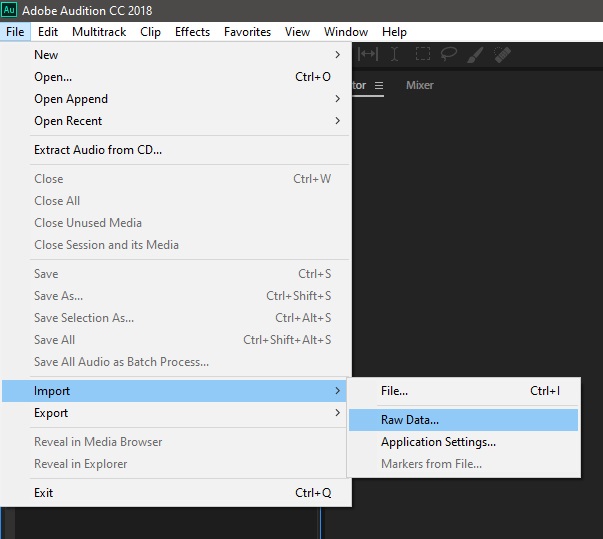 Au Adobe Audition CC 2018
File Edit Multitrack Clip Effects Favorites View Window Help
New
Open... Ctrl+O
Open Append
Open Recent
Extract Audio from CD...
Close Ctrl+W
Close All
Close Unused Media
Close Session and its Media
Save Ctrl+S
Save As... Ctrl+Shift+S
Save Selection As... Ctrl+Alt+S
Save All Ctrl+Shift+Alt+S
Save All Audio as Batch Process...
Import
Export
Reveal in Media Browser
Reveal in Explorer
Exit Ctrl+Q
tor Mixer
File... Ctrl+I
Raw Data...
Application Settings...
Markers from File...